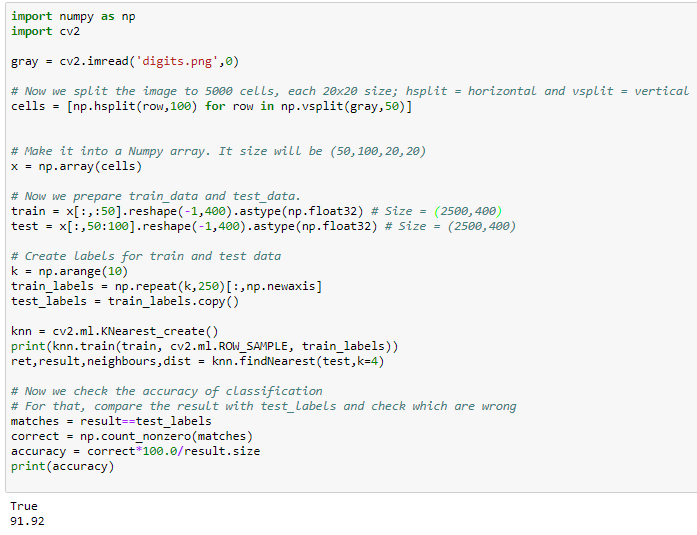 import numpy as np
import cv2
gray = cv2.imread('digits.png',0)
# Now we split the image to 5000 cells, each 20x20 size; hsplit = horizontal and vsplit = vertical
cells = [np.hsplit(row,100) for row in np.vsplit(gray,50)]
# Make it into a Numpy array. It size will be (50,100,20,20)
x = np.array(cells)
# Now we prepare train_data and test_data.
train = x[:,:50].reshape(-1,400).astype(np.float32) # Size = (2500,400)
test = x[:,50:100].reshape(-1,400).astype(np.float32) # Size = (2500,400)
# Create labels for train and test data
k = np.arange(10)
train_labels = np.repeat(k,250)[:,np.newaxis]
test_labels = train_labels.copy()
knn = cv2.ml.KNearest_create()
print(knn.train(train, cv2.ml.ROW_SAMPLE, train_labels))
ret,result,neighbours,dist = knn.findNearest(test,k=4)
# Now we check the accuracy of classification
# For that, compare the result with test_labels and check which are wrong
matches = result==test_labels
correct = np.count_nonzero(matches)
accuracy = correct*100.0/result.size
print(accuracy)
True
91.92